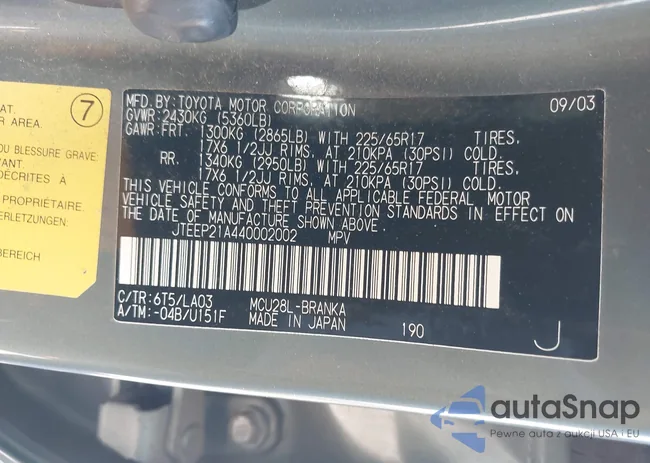 7
AT.
R AREA.
OU BLESSURE GRAVE
DÉCRITES À
PROPRIÉTAIRE.
ERLETZUNGEN.
BEREICH
MFD. BY: TOYOTA MOTOR CORPORATION 09/03
GVWR: 2430KG (5360LB)
GAWR: FRT. 1300KG (2865LB) WITH 225/65R17 TIRES,
17X6 1/2JJ RIMS, AT 210KPA (30PSI) COLD.
RR. 1340KG (2950LB) WITH 225/65R17 TIRES,
17X6 1/2JJ RIMS, AT 210KPA (30PSI) COLD.
THIS VEHICLE CONFORMS TO ALL APPLICABLE FEDERAL MOTOR
VEHICLE SAFETY AND THEFT PREVENTION STANDARDS IN EFFECT ON
THE DATE OF MANUFACTURE SHOWN ABOVE.
JTEEP21A440002002 MPV
C/TR: 6T5/LA03 MCU28L-BRANKA
A/TM: -04B/U151F MADE IN JAPAN 190 J
autaSnap
Pewne auta z aukcji USA i EU